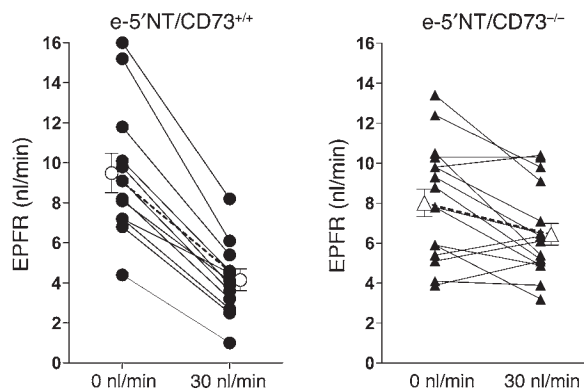 e-5′NT/CD73+/+
EPFR (nl/min)
16
14
12
10
8
6
4
2
0
0 nl/min
30 nl/min
e-5′NT/CD73−/−
EPFR (nl/min)
16
14
12
10
8
6
4
2
0
0 nl/min
30 nl/min